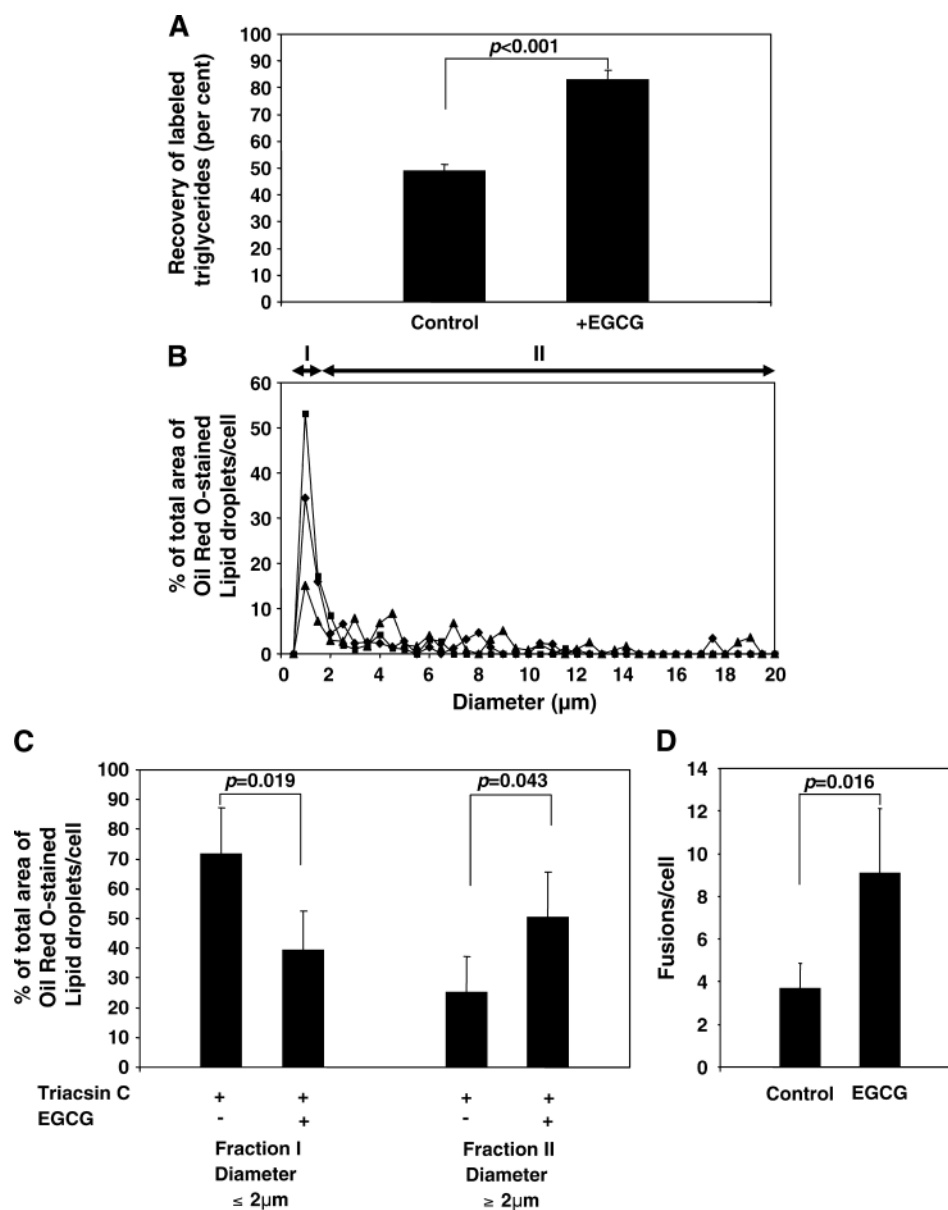 A
Recovery of labeled
triglycerides (per cent)
100
90
80
70
60
50
40
30
20
10
0
p<0.001
Control +EGCG
B
I II
% of total area of
Oil Red O-stained
Lipid droplets/cell
60
50
40
30
20
10
0
0 2 4 6 8 10 12 14 16 18 20
Diameter (µm)
C
% of total area of
Oil Red O-stained
Lipid droplets/cell
100
90
80
70
60
50
40
30
20
10
0
p=0.019 p=0.043
Triacsin C + + + +
EGCG - + - +
Fraction I Fraction II
Diameter Diameter
≤ 2µm ≥ 2µm
D
Fusions/cell
14
12
10
8
6
4
2
0
p=0.016
Control EGCG